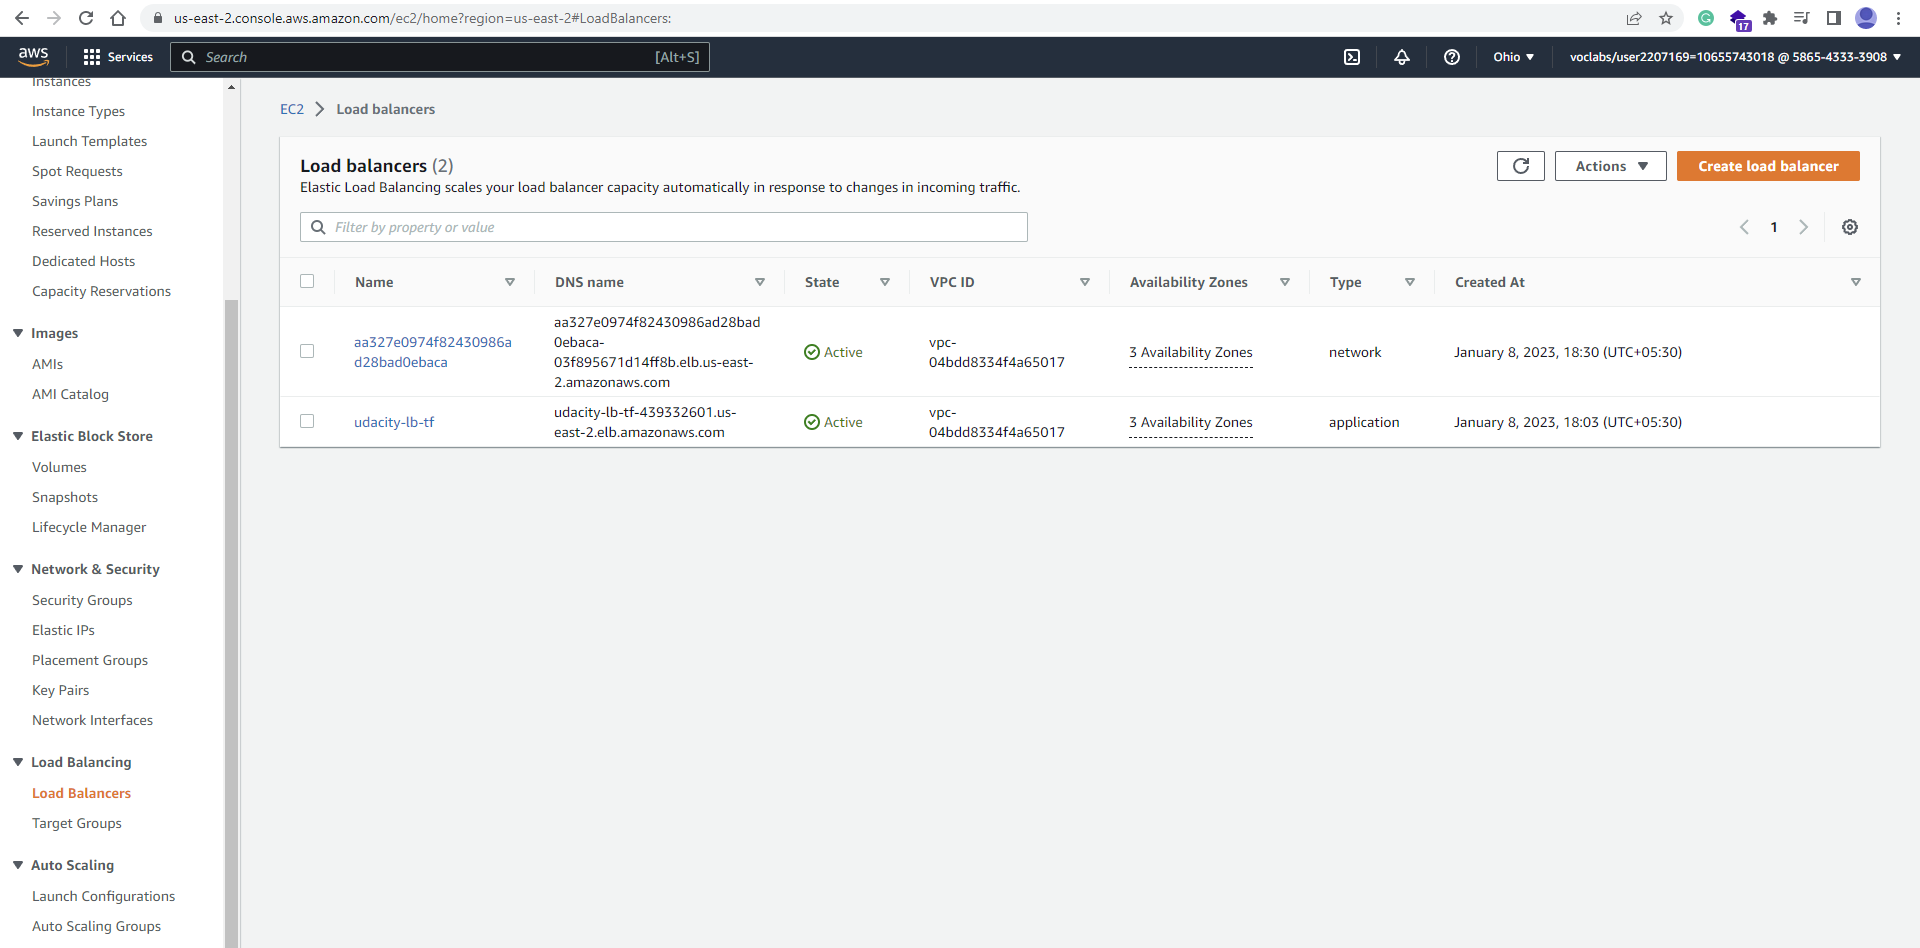 us-east-2.console.aws.amazon.com/ec2/home?region=us-east-2#LoadBalancers:
17
aws
Services
Search
[Alt+S]
Ohio
voclabs/user2207169=10655743018 @ 5865-4333-3908
Instances
Instance Types
Launch Templates
Spot Requests
Savings Plans
Reserved Instances
Dedicated Hosts
Capacity Reservations
Images
AMIs
AMI Catalog
Elastic Block Store
Volumes
Snapshots
Lifecycle Manager
Network & Security
Security Groups
Elastic IPs
Placement Groups
Key Pairs
Network Interfaces
Load Balancing
Load Balancers
Target Groups
Auto Scaling
Launch Configurations
Auto Scaling Groups
EC2
Load balancers
Load balancers (2)
Elastic Load Balancing scales your load balancer capacity automatically in response to changes in incoming traffic.
Actions
Create load balancer
Filter by property or value
1
Name
DNS name
State
VPC ID
Availability Zones
Type
Created At
aa327e0974f82430986a
d28bad0ebaca
aa327e0974f82430986ad28bad
0ebaca-
03f895671d14ff8b.elb.us-east-
2.amazonaws.com
Active
vpc-
04bdd8334f4a65017
3 Availability Zones
network
January 8, 2023, 18:30 (UTC+05:30)
udacity-lb-tf
udacity-lb-tf-439332601.us-
east-2.elb.amazonaws.com
Active
vpc-
04bdd8334f4a65017
3 Availability Zones
application
January 8, 2023, 18:03 (UTC+05:30)